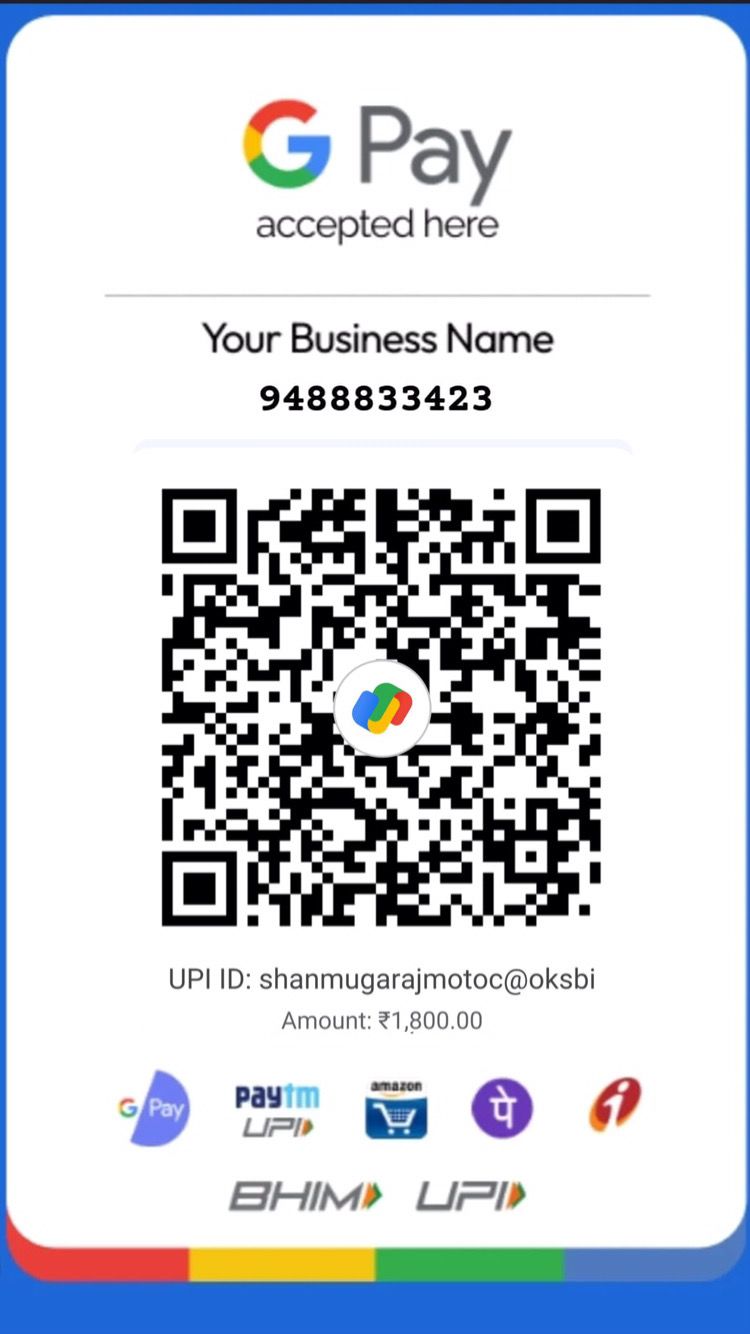 G Pay
accepted here
Your Business Name
9488833423
UPI ID: shanmugarajmotoc@oksbi
Amount: ₹1,800.00
G Pay
paytm
UPI
amazon
पे
i
BHIM UPI